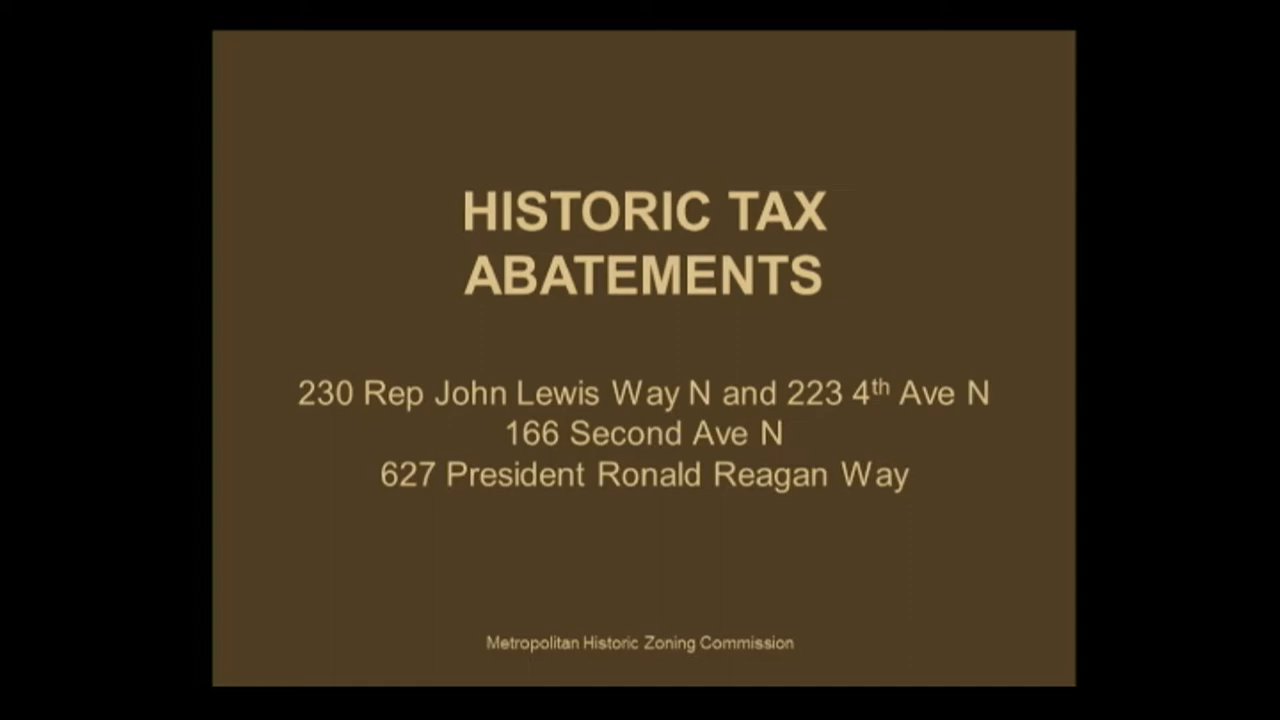 HISTORIC TAX
ABATEMENTS
230 Rep John Lewis Way N and 223 4th Ave N
166 Second Ave N
627 President Ronald Reagan Way
Metropolitan Historic Zoning Commission